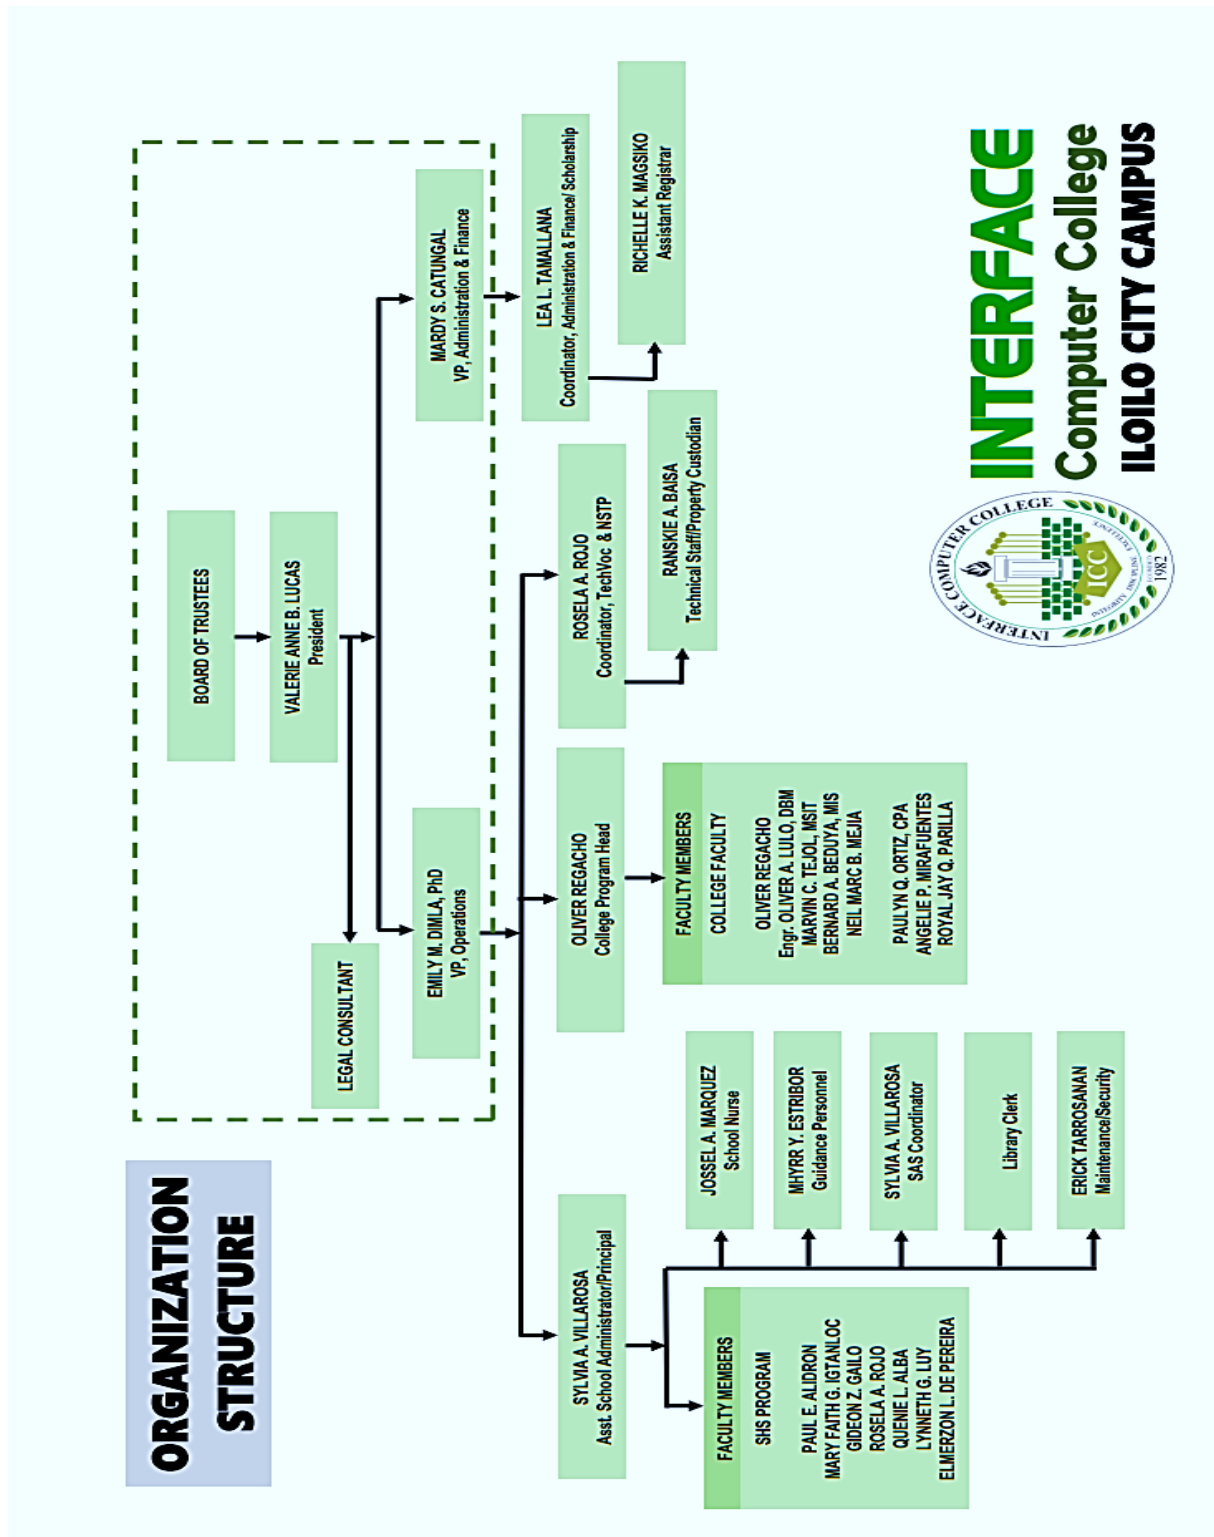 ORGANIZATION
STRUCTURE
BOARD OF TRUSTEES
VALERIE ANNE B. LUCAS
President
LEGAL CONSULTANT
EMILY M. DIMLA, PhD
VP, Operations
MARDY S. CATUNGAL
VP, Administration & Finance
SYLVIA A. VILLAROSA
Asst. School Administrator/Principal
OLIVER REGACHO
College Program Head
ROSELA A. ROJO
Coordinator, TechVoc & NSTP
LEA L. TAMALLANA
Coordinator, Administration & Finance/ Scholarship
RANSKIE A. BAISA
Technical Staff/Property Custodian
RICHELLE K. MAGSIKO
Assistant Registrar
FACULTY MEMBERS
SHS PROGRAM
PAUL E. ALIDRON
MARY FAITH G. IGTANLOC
GIDEON Z. GAILO
ROSELA A. ROJO
QUENIE L. ALBA
LYNNETH G. LUY
ELMERZON L. DE PEREIRA
JOSSEL A. MARQUEZ
School Nurse
MHYRR Y. ESTRIBOR
Guidance Personnel
SYLVIA A. VILLAROSA
SAS Coordinator
Library Clerk
ERICK TARROSANAN
Maintenance/Security
FACULTY MEMBERS
COLLEGE FACULTY
OLIVER REGACHO
Engr. OLIVER A. LULO, DBM
MARVIN C. TEJOL, MSIT
BERNARD A. BEDUYA, MIS
NEIL MARC B. MEJIA
PAULYN Q. ORTIZ, CPA
ANGELIE P. MIRAFUENTES
ROYAL JAY Q. PARILLA
INTERFACE COMPUTER COLLEGE
ICC
INTEGRITY DISCIPLINE EXCELLENCE
1982
INTERFACE
Computer College
ILOILO CITY CAMPUS